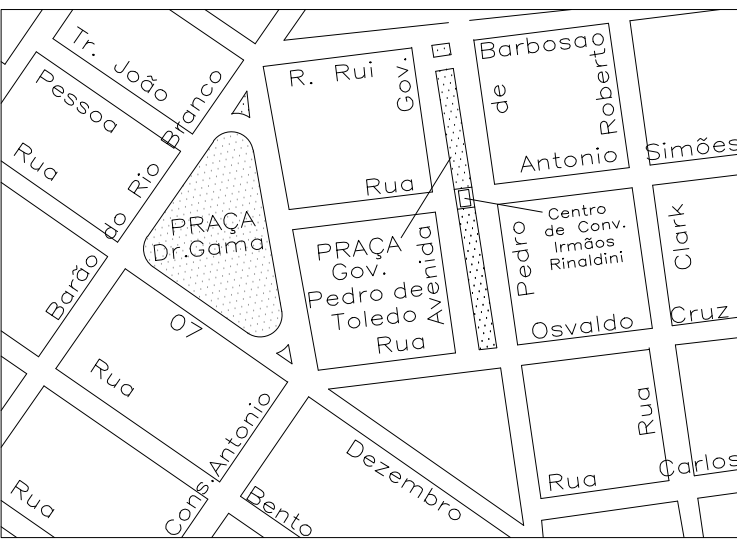 Tr. João
Pessoa
Rua
Barão do Rio Branco
R. Rui Barbosa
Gov.
de
Roberto
Rua Antonio Simões
PRAÇA
Dr.Gama
PRAÇA
Gov.
Pedro de
Toledo
Avenida
Pedro
Centro
de Conv.
Irmãos
Rinaldini
Clark
Rua Osvaldo Cruz
07
Rua
Dezembro
Cons. Antonio
Bento
Rua
Rua
Rua Carlos